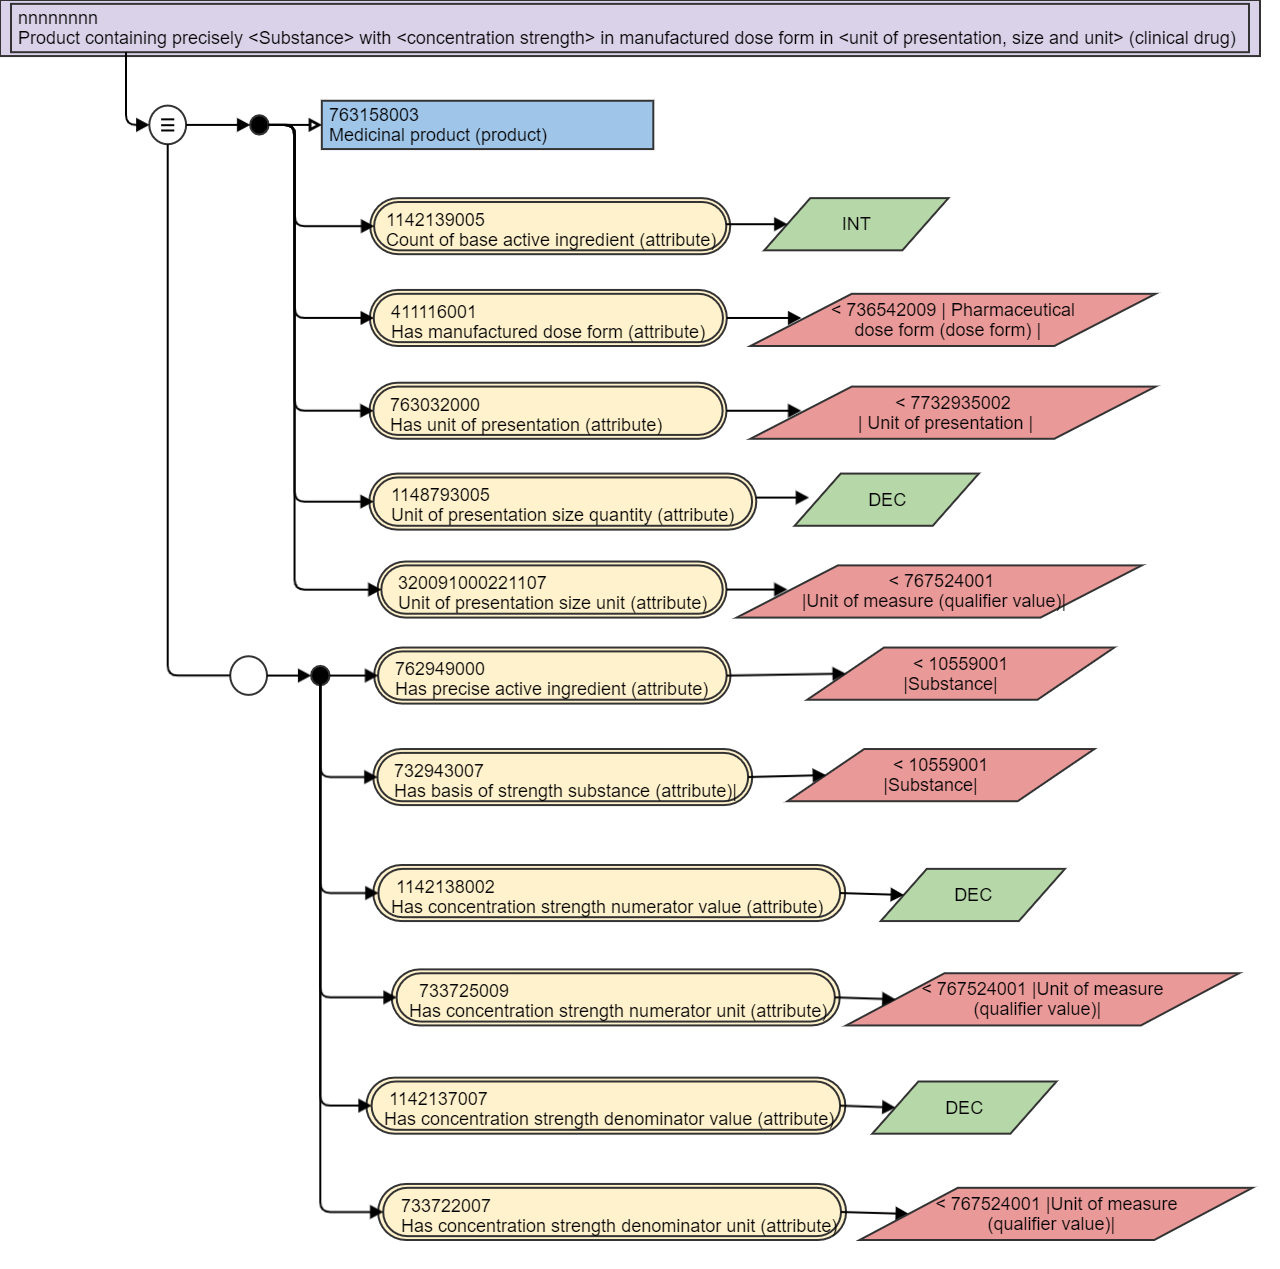 nnnnnnnn
Product containing precisely <Substance> with <concentration strength> in manufactured dose form in <unit of presentation, size and unit> (clinical drug)
763158003
Medicinal product (product)
1142139005
Count of base active ingredient (attribute)
INT
411116001
Has manufactured dose form (attribute)
< 736542009 | Pharmaceutical
dose form (dose form) |
763032000
Has unit of presentation (attribute)
< 7732935002
| Unit of presentation |
1148793005
Unit of presentation size quantity (attribute)
DEC
320091000221107
Unit of presentation size unit (attribute)
< 767524001
|Unit of measure (qualifier value)|
762949000
Has precise active ingredient (attribute)
< 10559001
|Substance|
732943007
Has basis of strength substance (attribute)|
< 10559001
|Substance|
1142138002
Has concentration strength numerator value (attribute)
DEC
733725009
Has concentration strength numerator unit (attribute)
< 767524001 |Unit of measure
(qualifier value)|
1142137007
Has concentration strength denominator value (attribute)
DEC
733722007
Has concentration strength denominator unit (attribute)
< 767524001 |Unit of measure
(qualifier value)|